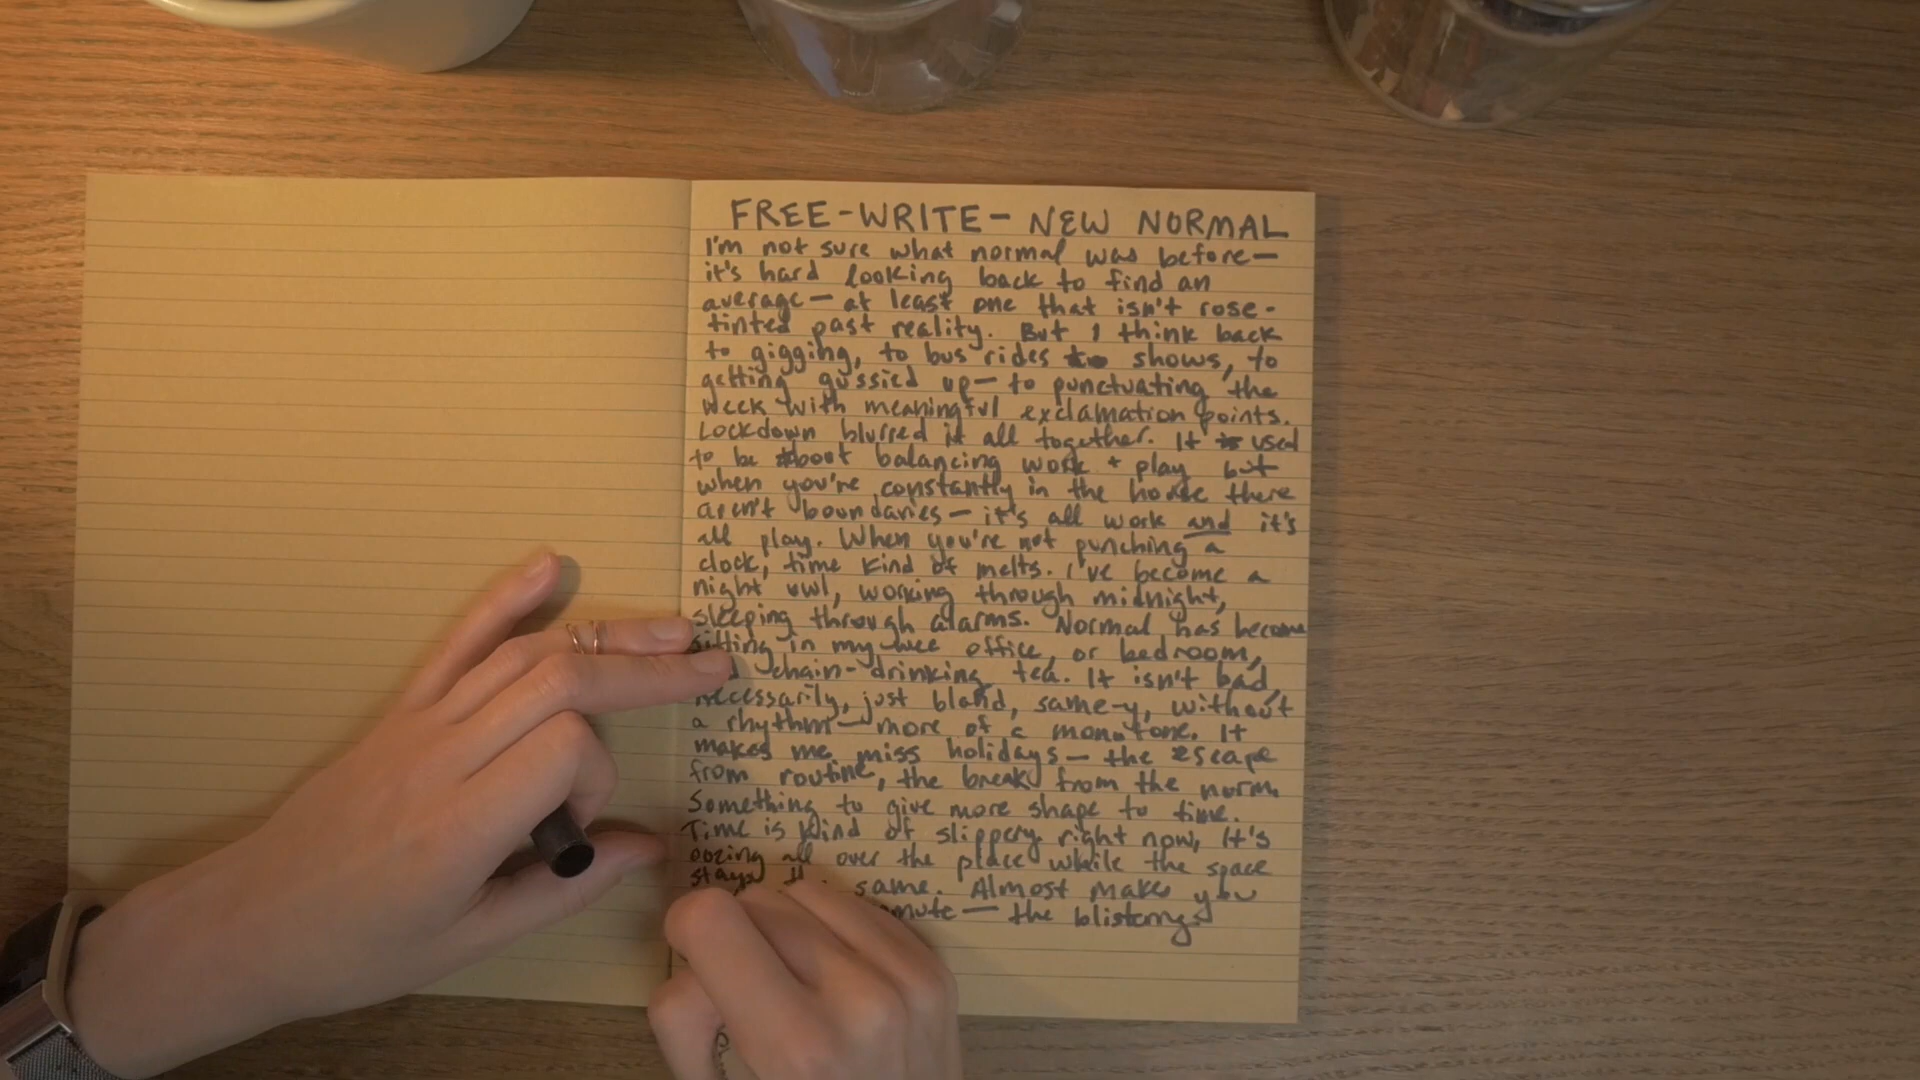 FREE-WRITE- NEW NORMAL
I'm not sure what normal was before—
it's hard looking back to find an
average — at least one that isn't rose-
tinted past reality. But I think back
to gigging, to bus rides to shows, to
getting gussied up — to punctuating the
week with meaningful exclamation points.
Lockdown blurred it all together. It used
to be about balancing work + play but
when you're constantly in the house there
aren't boundaries — it's all work and it's
all play. When you're not punching a
clock, time kind of melts. I've become a
night owl, working through midnight,
sleeping through alarms. Normal has become
sitting in my wee office, or bedroom,
chain-drinking tea. It isn't bad
necessarily, just bland, same-y, without
a rhythm — more of a monotone. It
makes me miss holidays — the escape
from routine, the break from the norm.
Something to give more shape to time.
Time is kind of slippery right now, It's
oozing all over the place while the space
stays same. Almost makes you
— the blistering